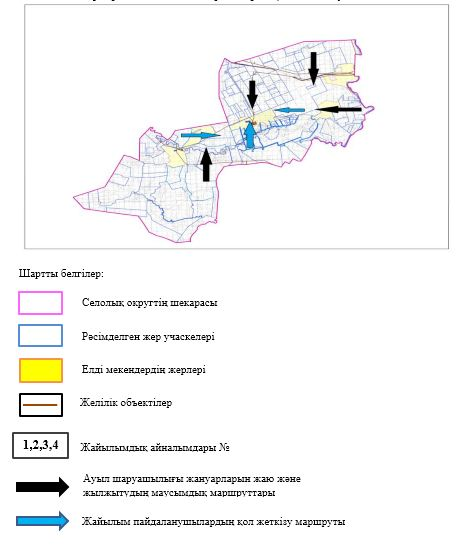 Шартты белгілер:
Селолық округтің шекарасы
Рәсімделген жер учаскелері
Елді мекендердің жерлері
Желілік объектілер
1,2,3,4
Жайылымдық айналымдары №
Ауыл шаруашылығы жануарларын жаю және
жылжытудың маусымдық маршруттары
Жайылым пайдаланушылардың қол жеткізу маршруты